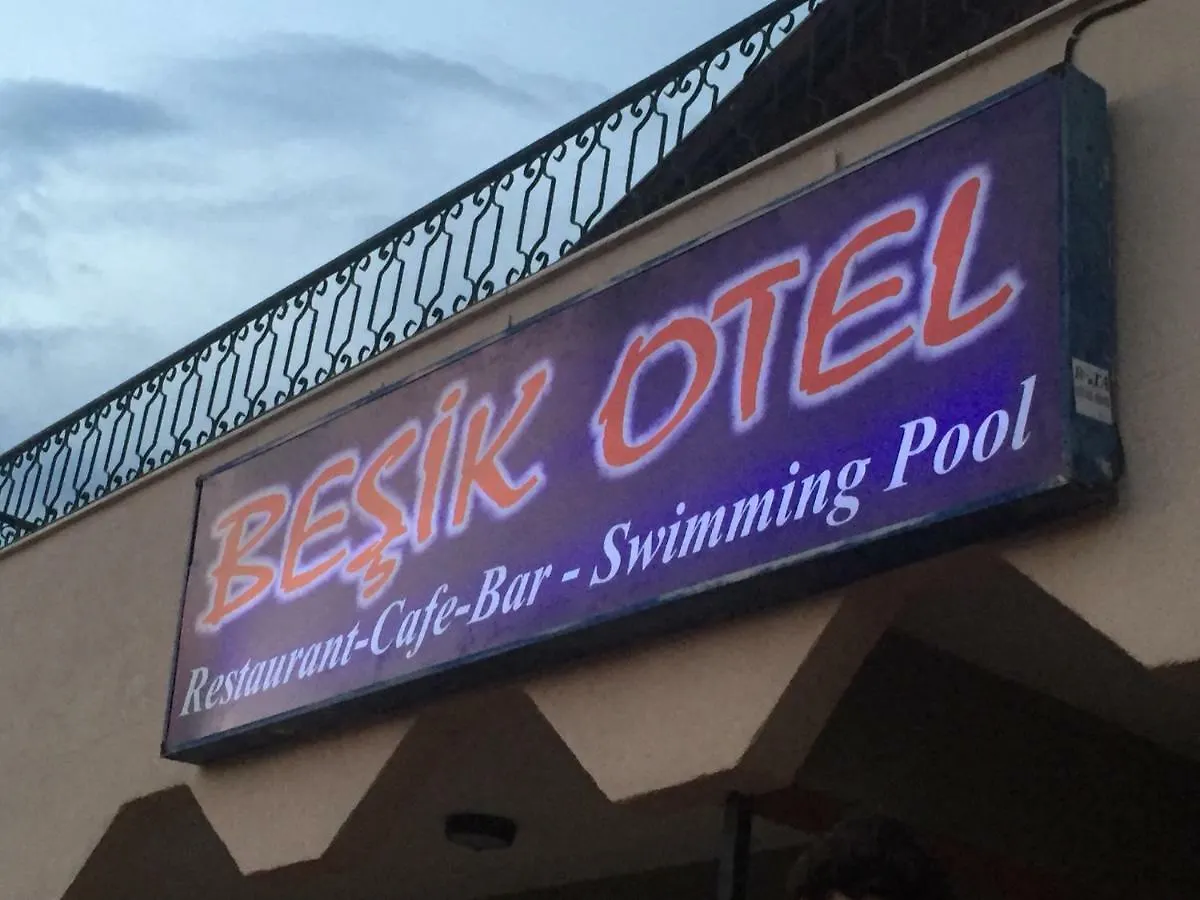 BEŞİK OTEL
Restaurant-Cafe-Bar - Swimming Pool